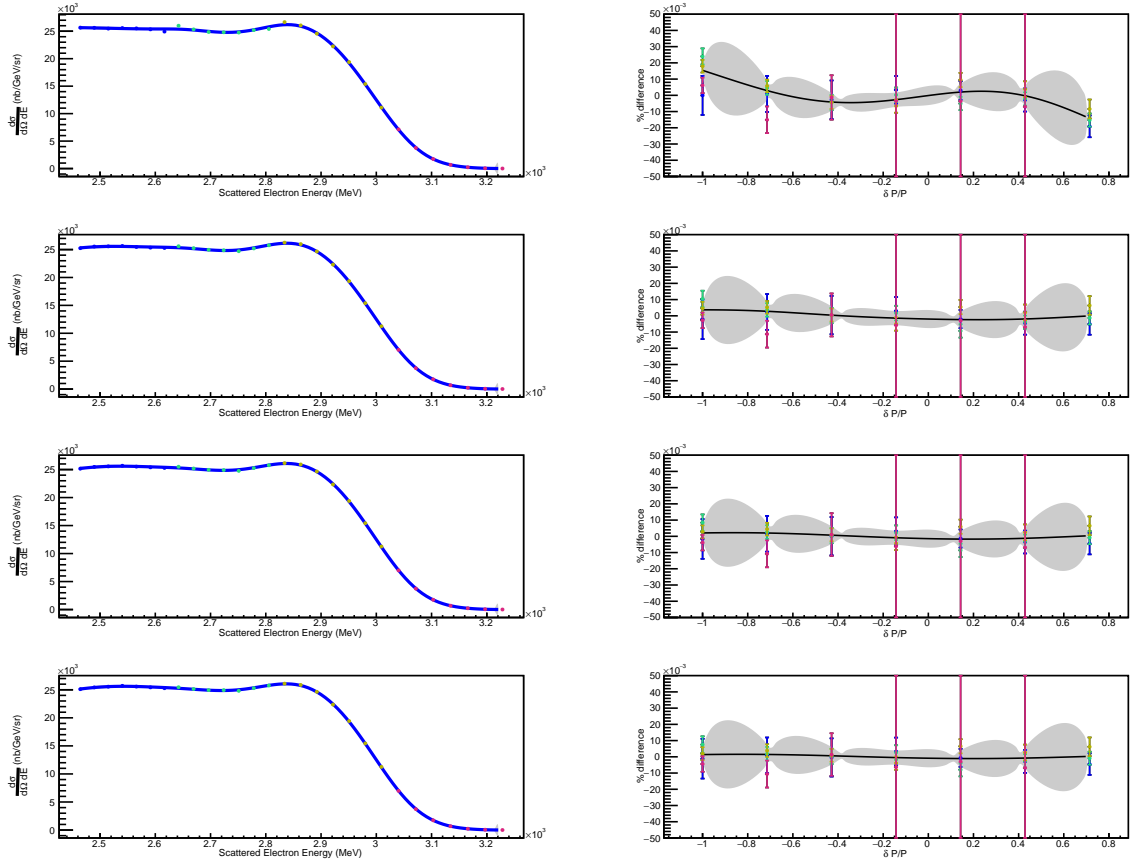 ×10³
25
20
15
10
5
0
dσ
dΩ dE (nb/GeV/sr)
2.5 2.6 2.7 2.8 2.9 3 3.1 3.2
×10³
Scattered Electron Energy (MeV)
×10⁻³
50
40
30
20
10
0
−10
−20
−30
−40
−50
% difference
−1 −0.8 −0.6 −0.4 −0.2 0 0.2 0.4 0.6 0.8
δ P/P
×10³
25
20
15
10
5
0
dσ
dΩ dE (nb/GeV/sr)
2.5 2.6 2.7 2.8 2.9 3 3.1 3.2
×10³
Scattered Electron Energy (MeV)
×10⁻³
50
40
30
20
10
0
−10
−20
−30
−40
−50
% difference
−1 −0.8 −0.6 −0.4 −0.2 0 0.2 0.4 0.6 0.8
δ P/P
×10³
25
20
15
10
5
0
dσ
dΩ dE (nb/GeV/sr)
2.5 2.6 2.7 2.8 2.9 3 3.1 3.2
×10³
Scattered Electron Energy (MeV)
×10⁻³
50
40
30
20
10
0
−10
−20
−30
−40
−50
% difference
−1 −0.8 −0.6 −0.4 −0.2 0 0.2 0.4 0.6 0.8
δ P/P
×10³
25
20
15
10
5
0
dσ
dΩ dE (nb/GeV/sr)
2.5 2.6 2.7 2.8 2.9 3 3.1 3.2
×10³
Scattered Electron Energy (MeV)
×10⁻³
50
40
30
20
10
0
−10
−20
−30
−40
−50
% difference
−1 −0.8 −0.6 −0.4 −0.2 0 0.2 0.4 0.6 0.8
δ P/P